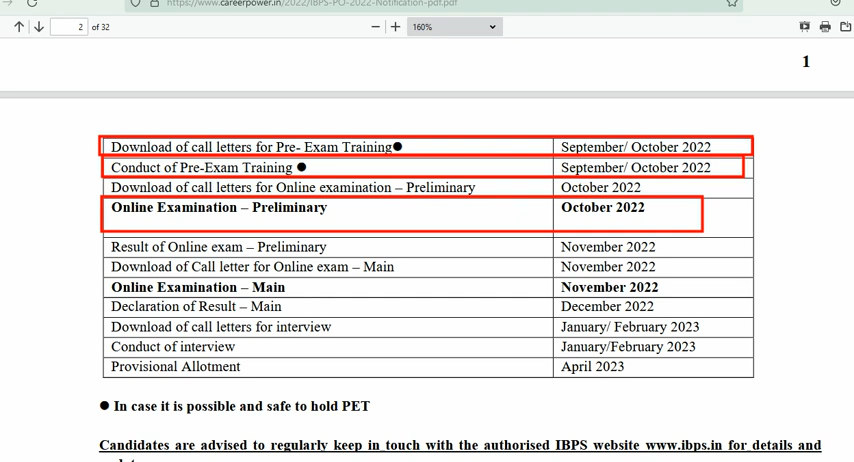 https://www.careerpower.in/2022/IBPS-PO-2022-Notification-pdf.pdf
2 of 32
160%
1
Download of call letters for Pre- Exam Training● September/ October 2022
Conduct of Pre-Exam Training ● September/ October 2022
Download of call letters for Online examination – Preliminary October 2022
Online Examination – Preliminary October 2022
Result of Online exam – Preliminary November 2022
Download of Call letter for Online exam – Main November 2022
Online Examination – Main November 2022
Declaration of Result – Main December 2022
Download of call letters for interview January/ February 2023
Conduct of interview January/February 2023
Provisional Allotment April 2023
● In case it is possible and safe to hold PET
Candidates are advised to regularly keep in touch with the authorised IBPS website www.ibps.in for details and